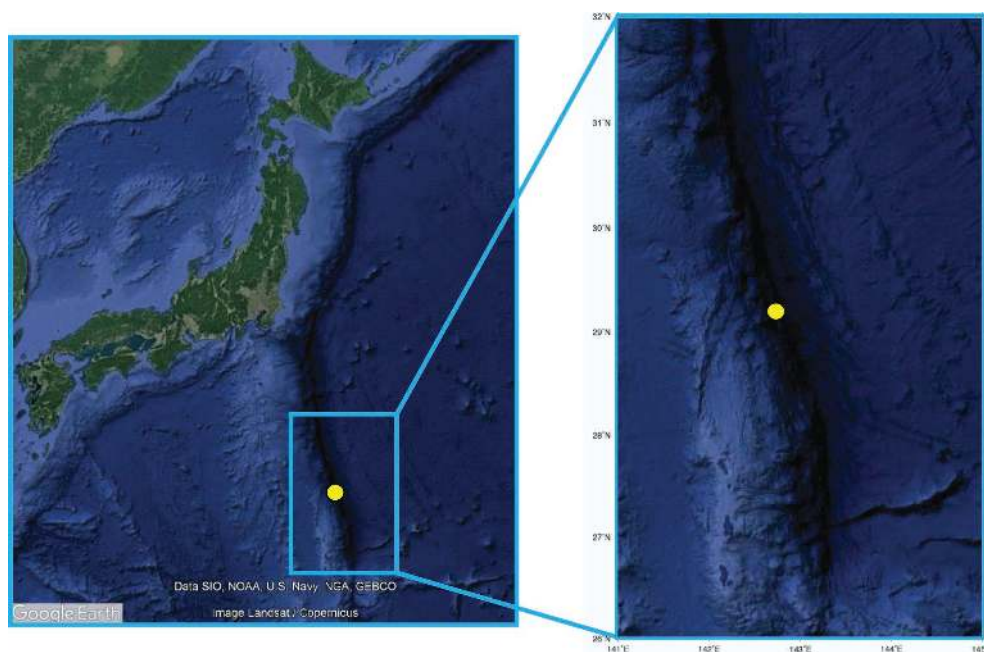 Data SIO, NOAA, U.S. Navy, NGA, GEBCO
Image Landsat / Copernicus
Google Earth
32°N
31°N
30°N
29°N
28°N
27°N
26°N
141°E
142°E
143°E
144°E